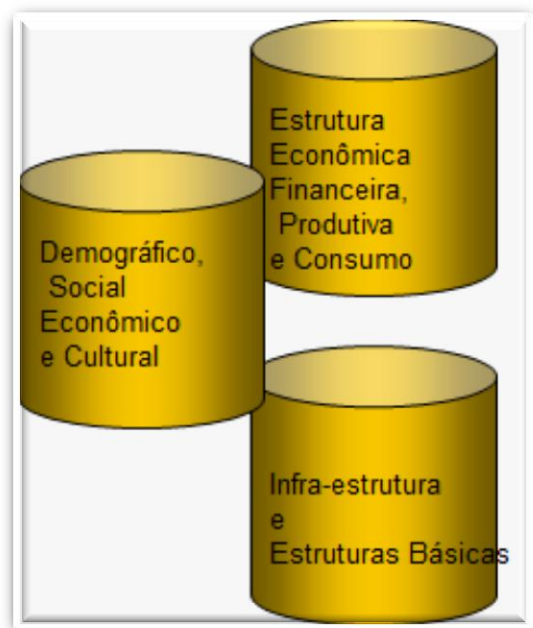 Estrutura
Econômica
Financeira,
Produtiva
e Consumo
Demográfico,
Social
Econômico
e Cultural
Infra-estrutura
e
Estruturas Básicas